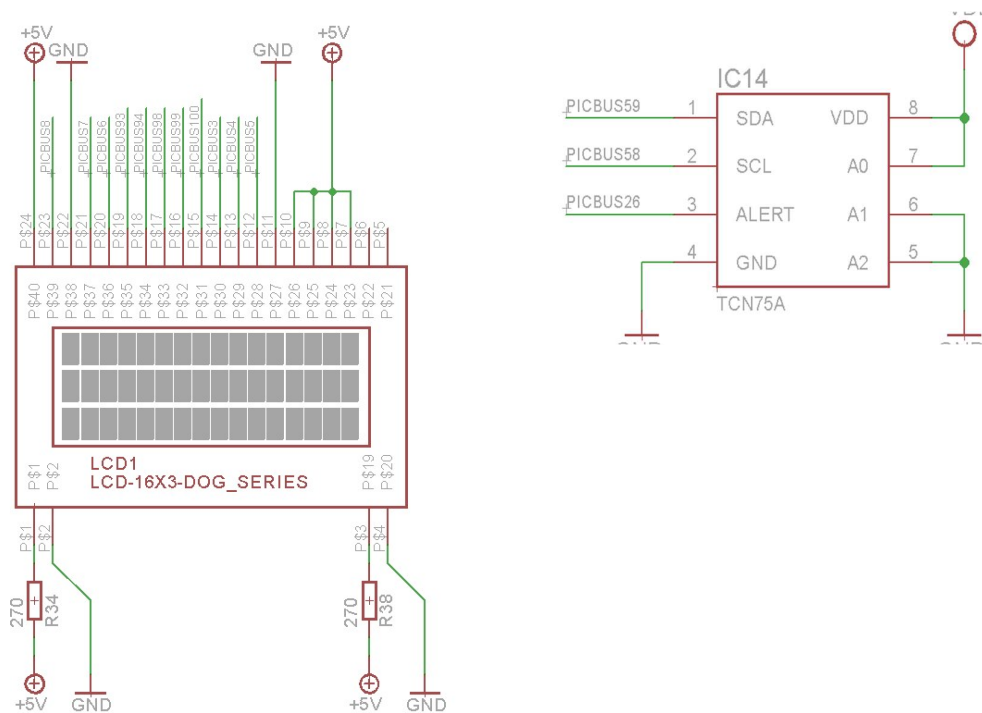 +5V
GND
GND
+5V
PICBUS8
PICBUS7
PICBUS6
PICBUS93
PICBUS94
PICBUS98
PICBUS99
PICBUS100
PICBUS3
PICBUS4
PICBUS5
P$24
P$23
P$22
P$21
P$20
P$19
P$18
P$17
P$16
P$15
P$14
P$13
P$12
P$11
P$10
P$9
P$8
P$7
P$6
P$5
P$40
P$39
P$38
P$37
P$36
P$35
P$34
P$33
P$32
P$31
P$30
P$29
P$28
P$27
P$26
P$25
P$24
P$23
P$22
P$21
LCD1
LCD-16X3-DOG_SERIES
P$1
P$2
P$19
P$20
P$1
P$2
P$3
P$4
270
R34
270
R38
+5V
GND
+5V
GND
IC14
PICBUS59
1
SDA
VDD
8
PICBUS58
2
SCL
A0
7
PICBUS26
3
ALERT
A1
6
4
GND
A2
5
TCN75A